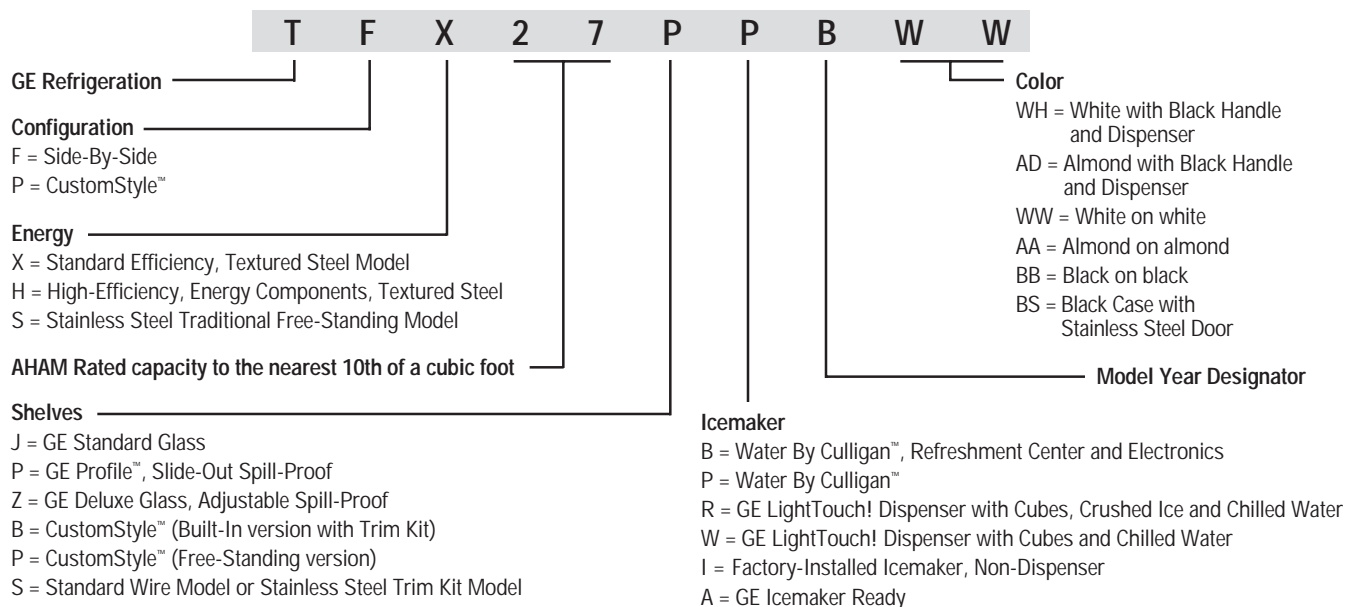 T F X 2 7 P P B W W
GE Refrigeration
Configuration
F = Side-By-Side
P = CustomStyle™
Energy
X = Standard Efficiency, Textured Steel Model
H = High-Efficiency, Energy Components, Textured Steel
S = Stainless Steel Traditional Free-Standing Model
AHAM Rated capacity to the nearest 10th of a cubic foot
Shelves
J = GE Standard Glass
P = GE Profile™, Slide-Out Spill-Proof
Z = GE Deluxe Glass, Adjustable Spill-Proof
B = CustomStyle™ (Built-In version with Trim Kit)
P = CustomStyle™ (Free-Standing version)
S = Standard Wire Model or Stainless Steel Trim Kit Model
Color
WH = White with Black Handle
and Dispenser
AD = Almond with Black Handle
and Dispenser
WW = White on white
AA = Almond on almond
BB = Black on black
BS = Black Case with
Stainless Steel Door
Model Year Designator
Icemaker
B = Water By Culligan™, Refreshment Center and Electronics
P = Water By Culligan™
R = GE LightTouch! Dispenser with Cubes, Crushed Ice and Chilled Water
W = GE LightTouch! Dispenser with Cubes and Chilled Water
I = Factory-Installed Icemaker, Non-Dispenser
A = GE Icemaker Ready